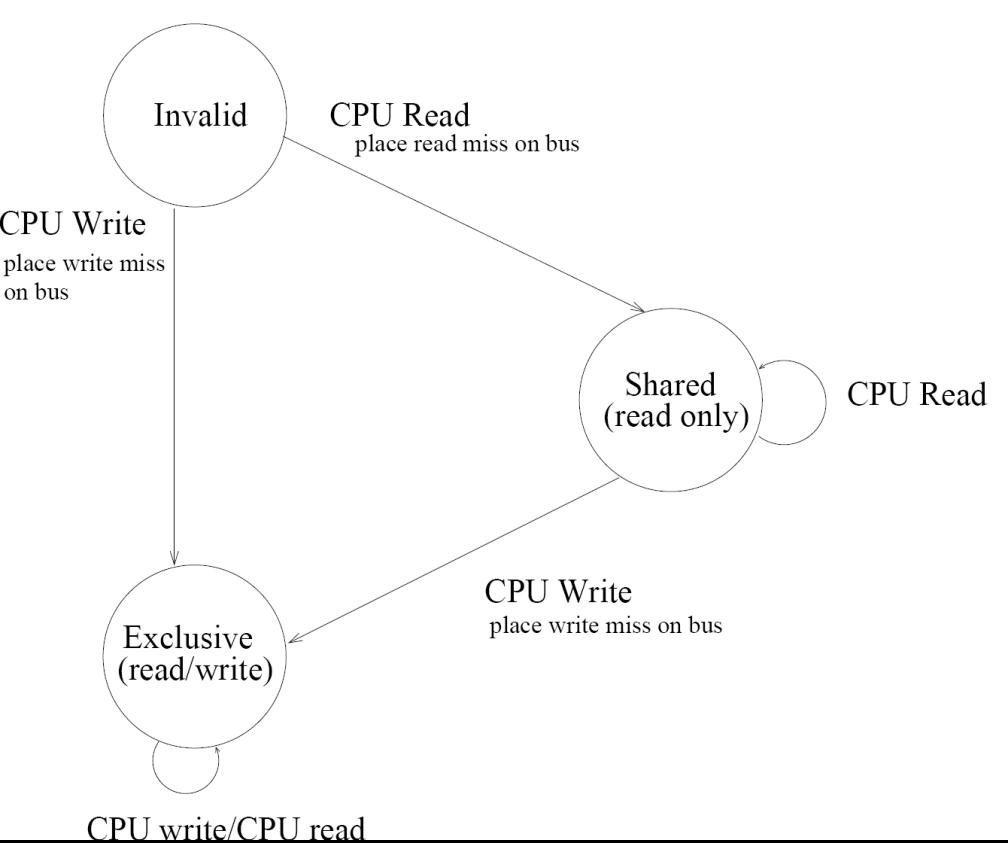 Invalid
CPU Read
place read miss on bus
CPU Write
place write miss
on bus
Shared
(read only)
CPU Read
CPU Write
place write miss on bus
Exclusive
(read/write)
CPU write/CPU read